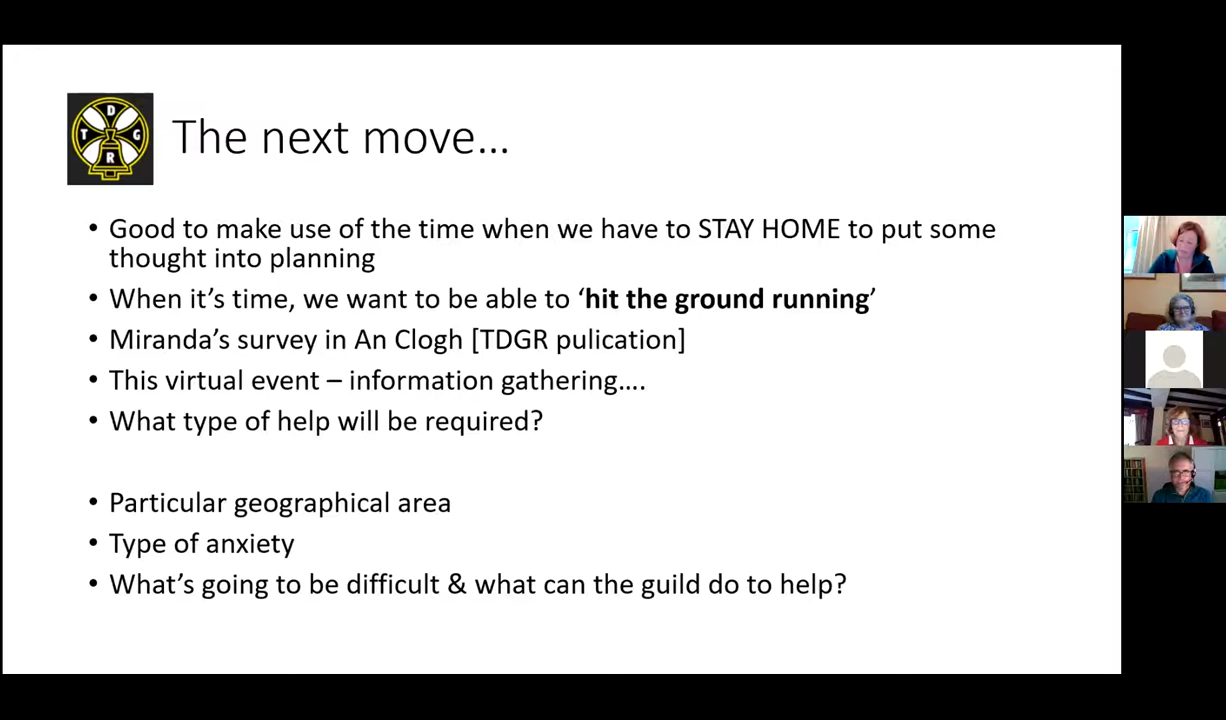 D
T G
R
The next move...
• Good to make use of the time when we have to STAY HOME to put some
thought into planning
• When it's time, we want to be able to 'hit the ground running'
• Miranda's survey in An Clogh [TDGR pulication]
• This virtual event – information gathering....
• What type of help will be required?
• Particular geographical area
• Type of anxiety
• What's going to be difficult & what can the guild do to help?